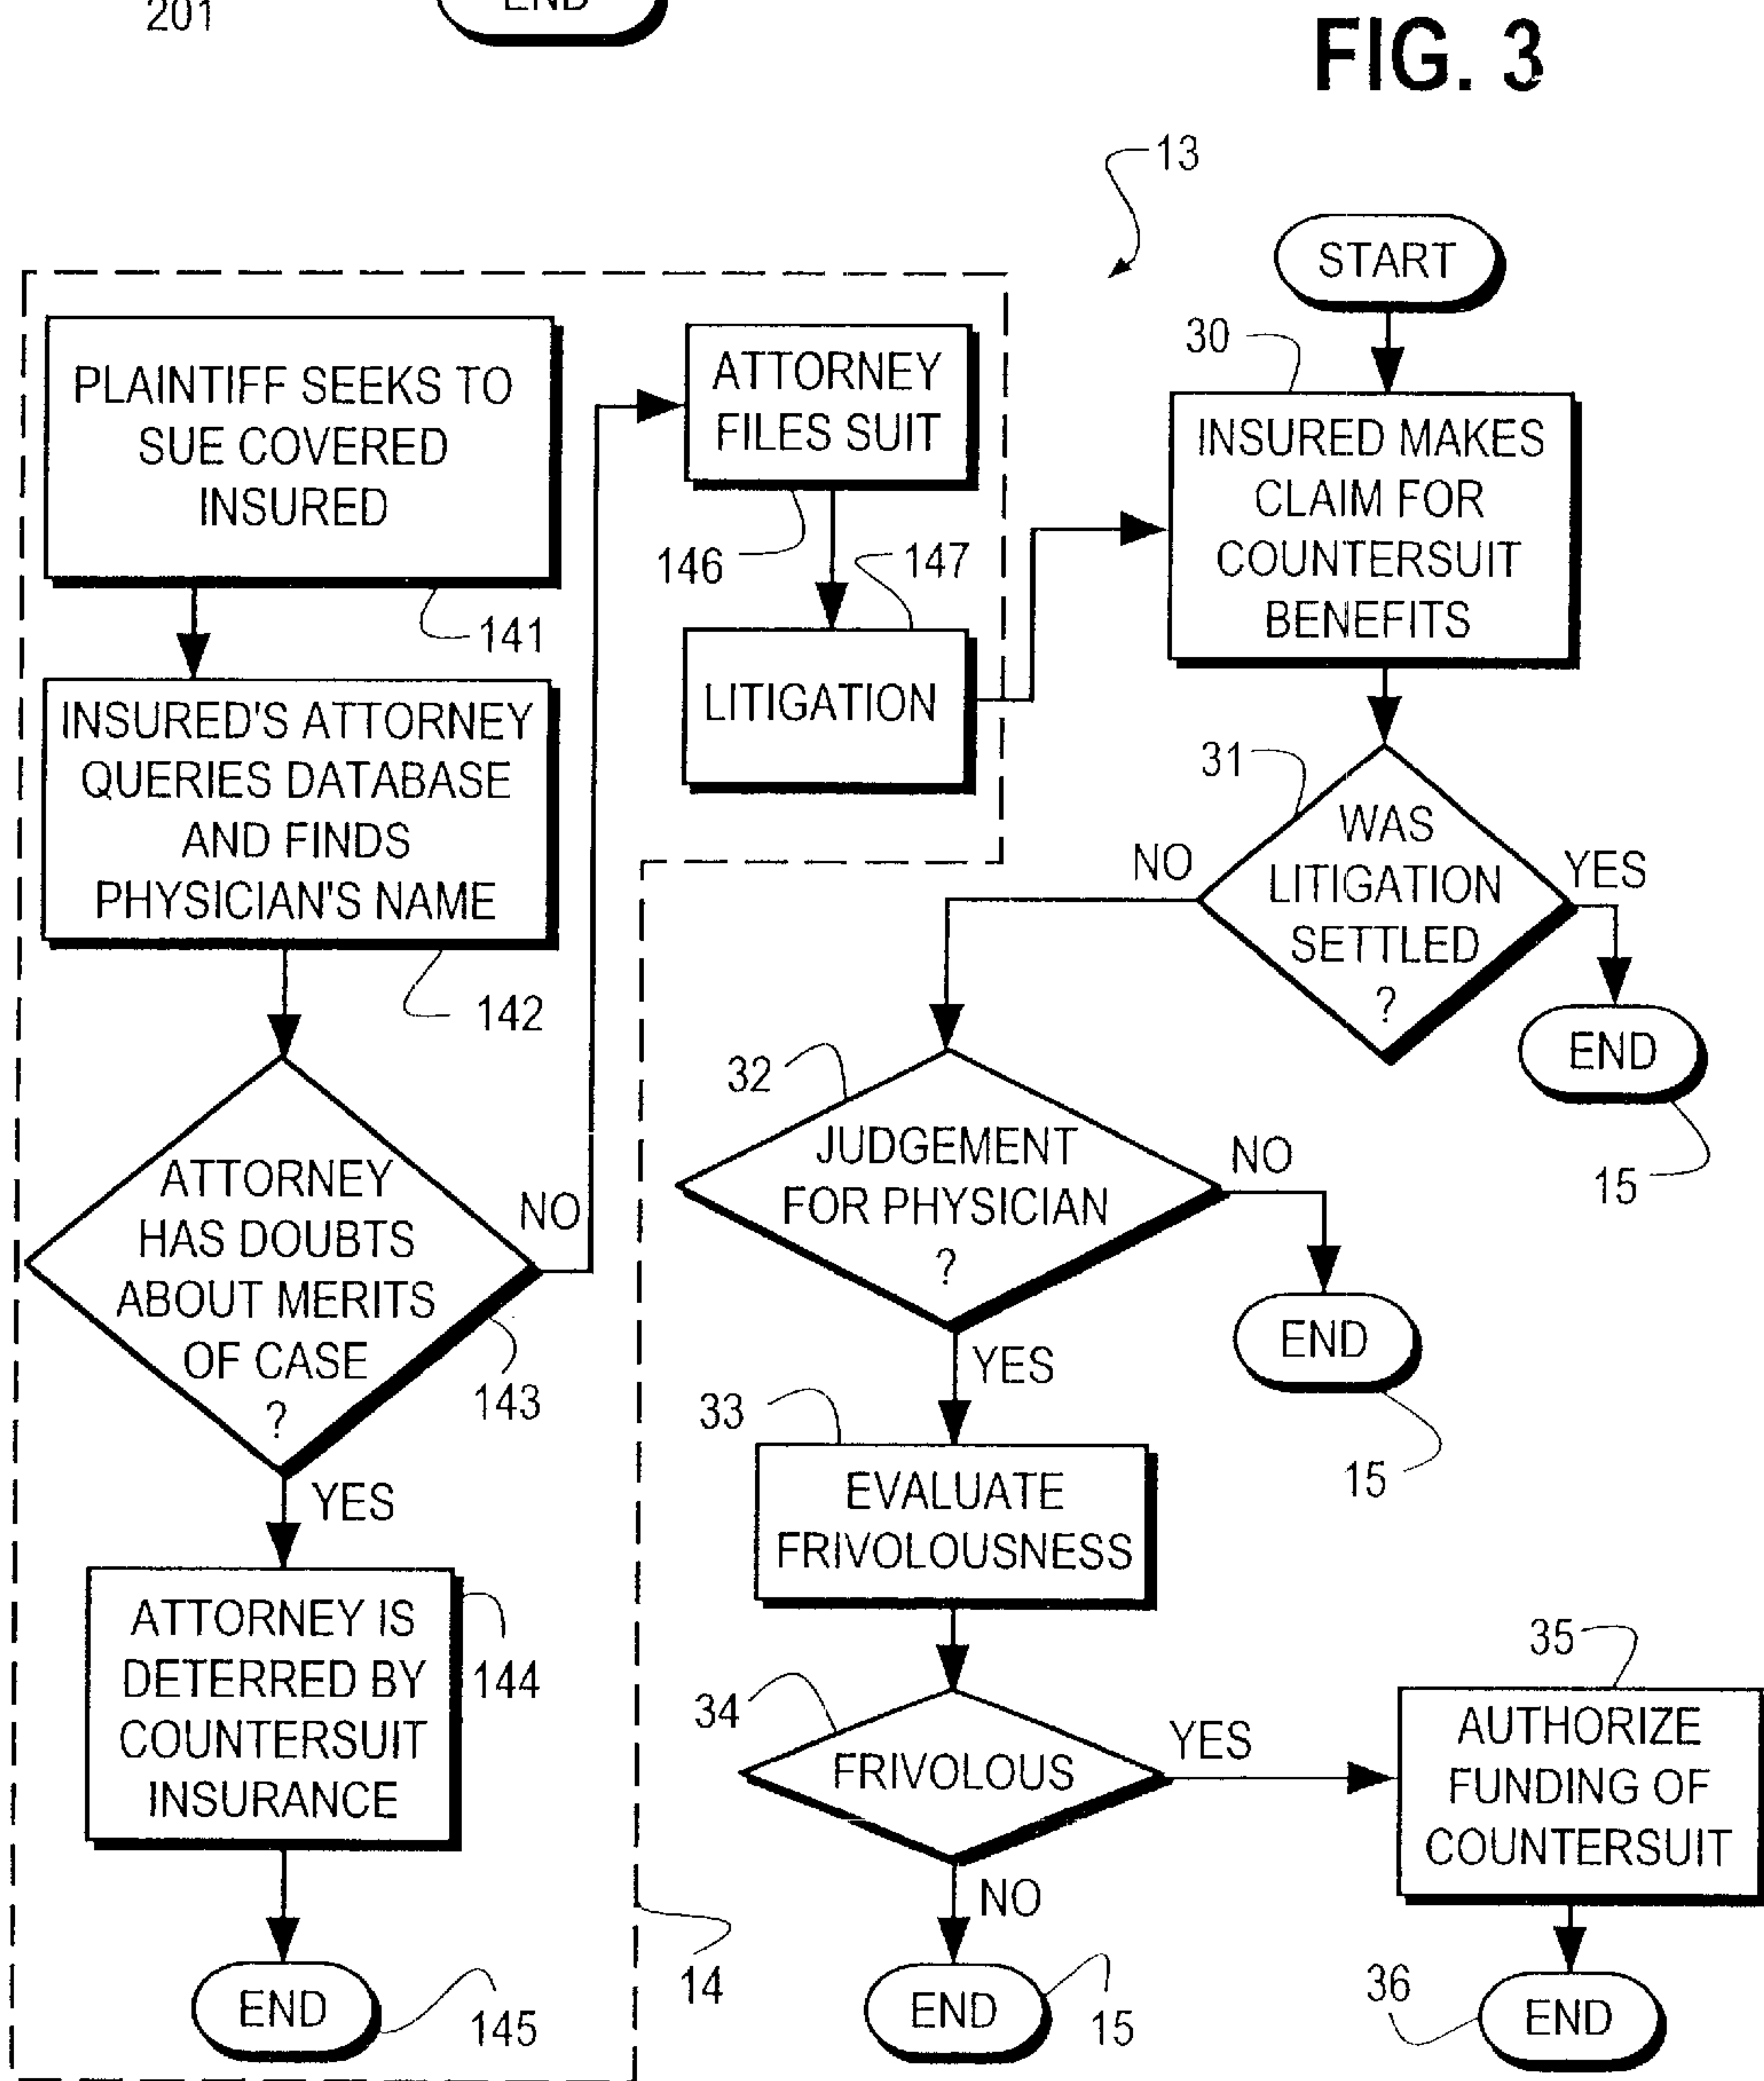 201
END
FIG. 3
13
START
30
INSURED MAKES
CLAIM FOR
COUNTERSUIT
BENEFITS
PLAINTIFF SEEKS TO
SUE COVERED
INSURED
141
ATTORNEY
FILES SUIT
146
147
LITIGATION
INSURED'S ATTORNEY
QUERIES DATABASE
AND FINDS
PHYSICIAN'S NAME
142
31
WAS
LITIGATION
SETTLED
?
NO
YES
END
15
32
JUDGEMENT
FOR PHYSICIAN
?
NO
END
15
YES
ATTORNEY
HAS DOUBTS
ABOUT MERITS
OF CASE
?
NO
143
YES
33
EVALUATE
FRIVOLOUSNESS
ATTORNEY IS
DETERRED BY
COUNTERSUIT
INSURANCE
144
34
FRIVOLOUS
YES
35
AUTHORIZE
FUNDING OF
COUNTERSUIT
NO
END
145
14
END
15
36
END